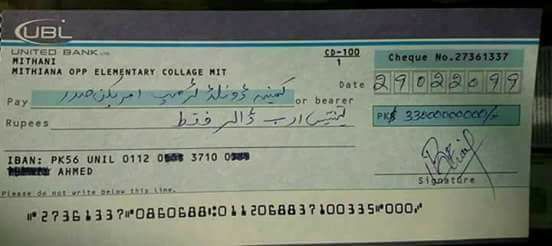 UBL
UNITED BANK LTD
CD-100
Cheque No.27361337
MITHANI
1
MITHIANA OPP ELEMENTARY COLLAGE MIT
Date 29022099
Pay کمینہ ڈونلڈ ٹرمپ امریکن صدر or bearer
Rupees تینتیس ارب ڈالر فقط
IBAN: PK56 UNIL 0112 3710
AHMED
Signature
Please do not write below this line.
"27361337"0860688:0112068837100335"000